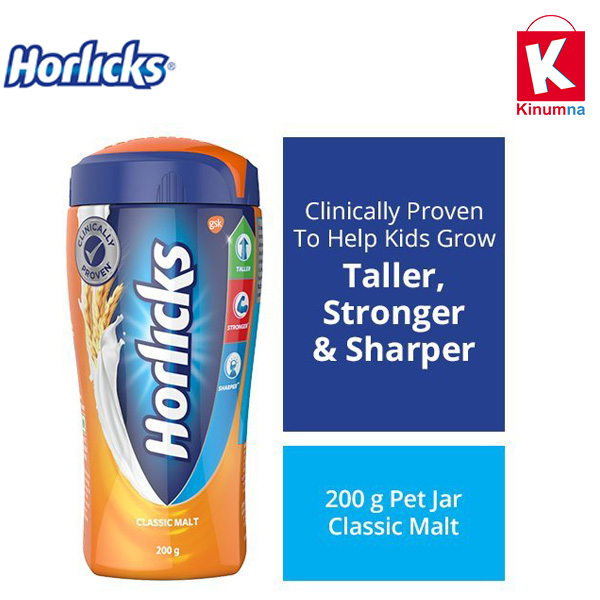 Horlicks®
K
Kinumna
CLINICALLY
PROVEN
gsk
TALLER
STRONGER
SHARPER
Horlicks
CLASSIC MALT
200 g
Clinically Proven
To Help Kids Grow
Taller,
Stronger
& Sharper
200 g Pet Jar
Classic Malt